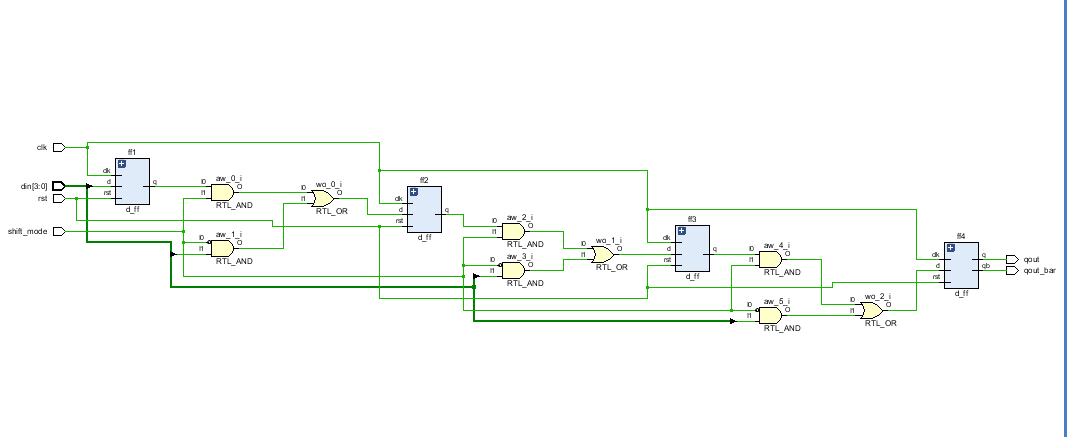 clk
din[3:0]
rst
shift_mode
ff1
clk
d
rst
q
d_ff
aw_0_i
I0
I1
O
RTL_AND
aw_1_i
I0
I1
O
RTL_AND
wo_0_i
I0
I1
O
RTL_OR
ff2
clk
d
rst
q
d_ff
aw_2_i
I0
I1
O
RTL_AND
aw_3_i
I0
I1
O
RTL_AND
wo_1_i
I0
I1
O
RTL_OR
ff3
clk
d
rst
q
d_ff
aw_4_i
I0
I1
O
RTL_AND
aw_5_i
I0
I1
O
RTL_AND
wo_2_i
I0
I1
O
RTL_OR
ff4
clk
d
rst
q
qb
d_ff
qout
qout_bar